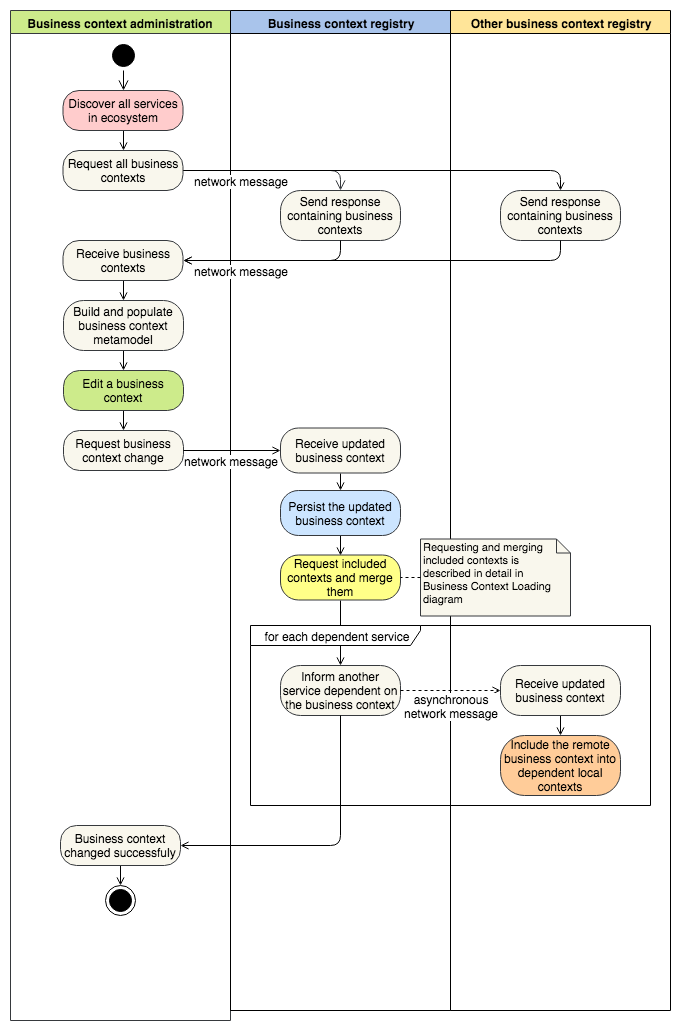 Business context administration
Business context registry
Other business context registry
Discover all services
in ecosystem
Request all business
contexts
network message
Send response
containing business
contexts
Send response
containing business
contexts
Receive business
contexts
network message
Build and populate
business context
metamodel
Edit a business
context
Request business
context change
network message
Receive updated
business context
Persist the updated
business context
Request included
contexts and merge
them
Requesting and merging
included contexts is
described in detail in
Business Context Loading
diagram
for each dependent service
Inform another
service dependent on
the business context
asynchronous
network message
Receive updated
business context
Include the remote
business context into
dependent local
contexts
Business context
changed successfuly